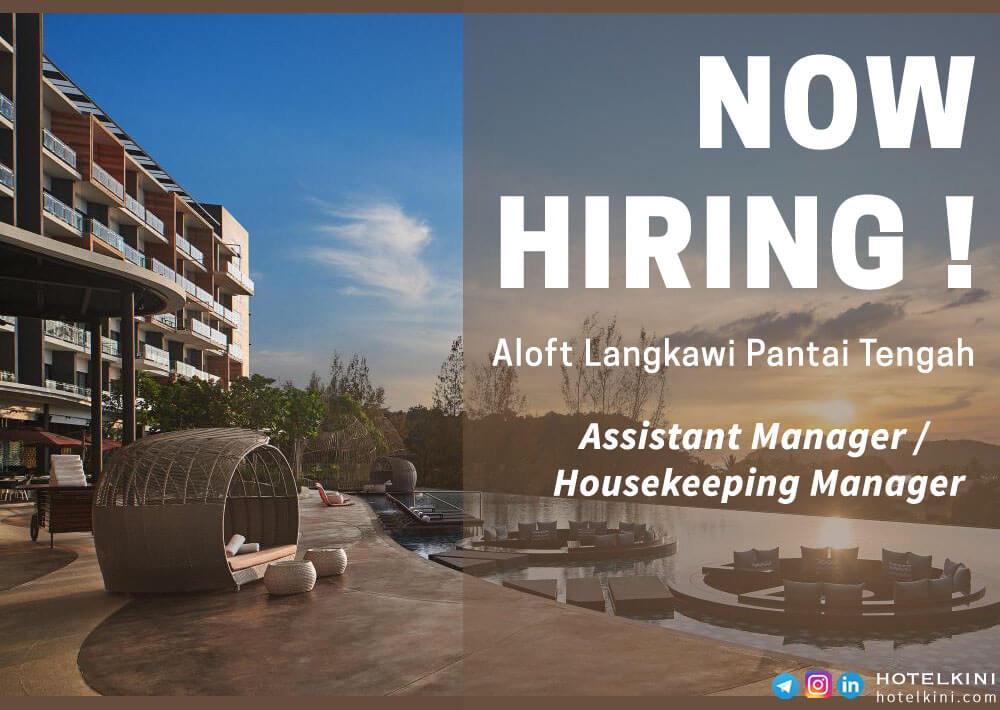 NOW
HIRING !
Aloft Langkawi Pantai Tengah
Assistant Manager /
Housekeeping Manager
HOTELKINI
hotelkini.com